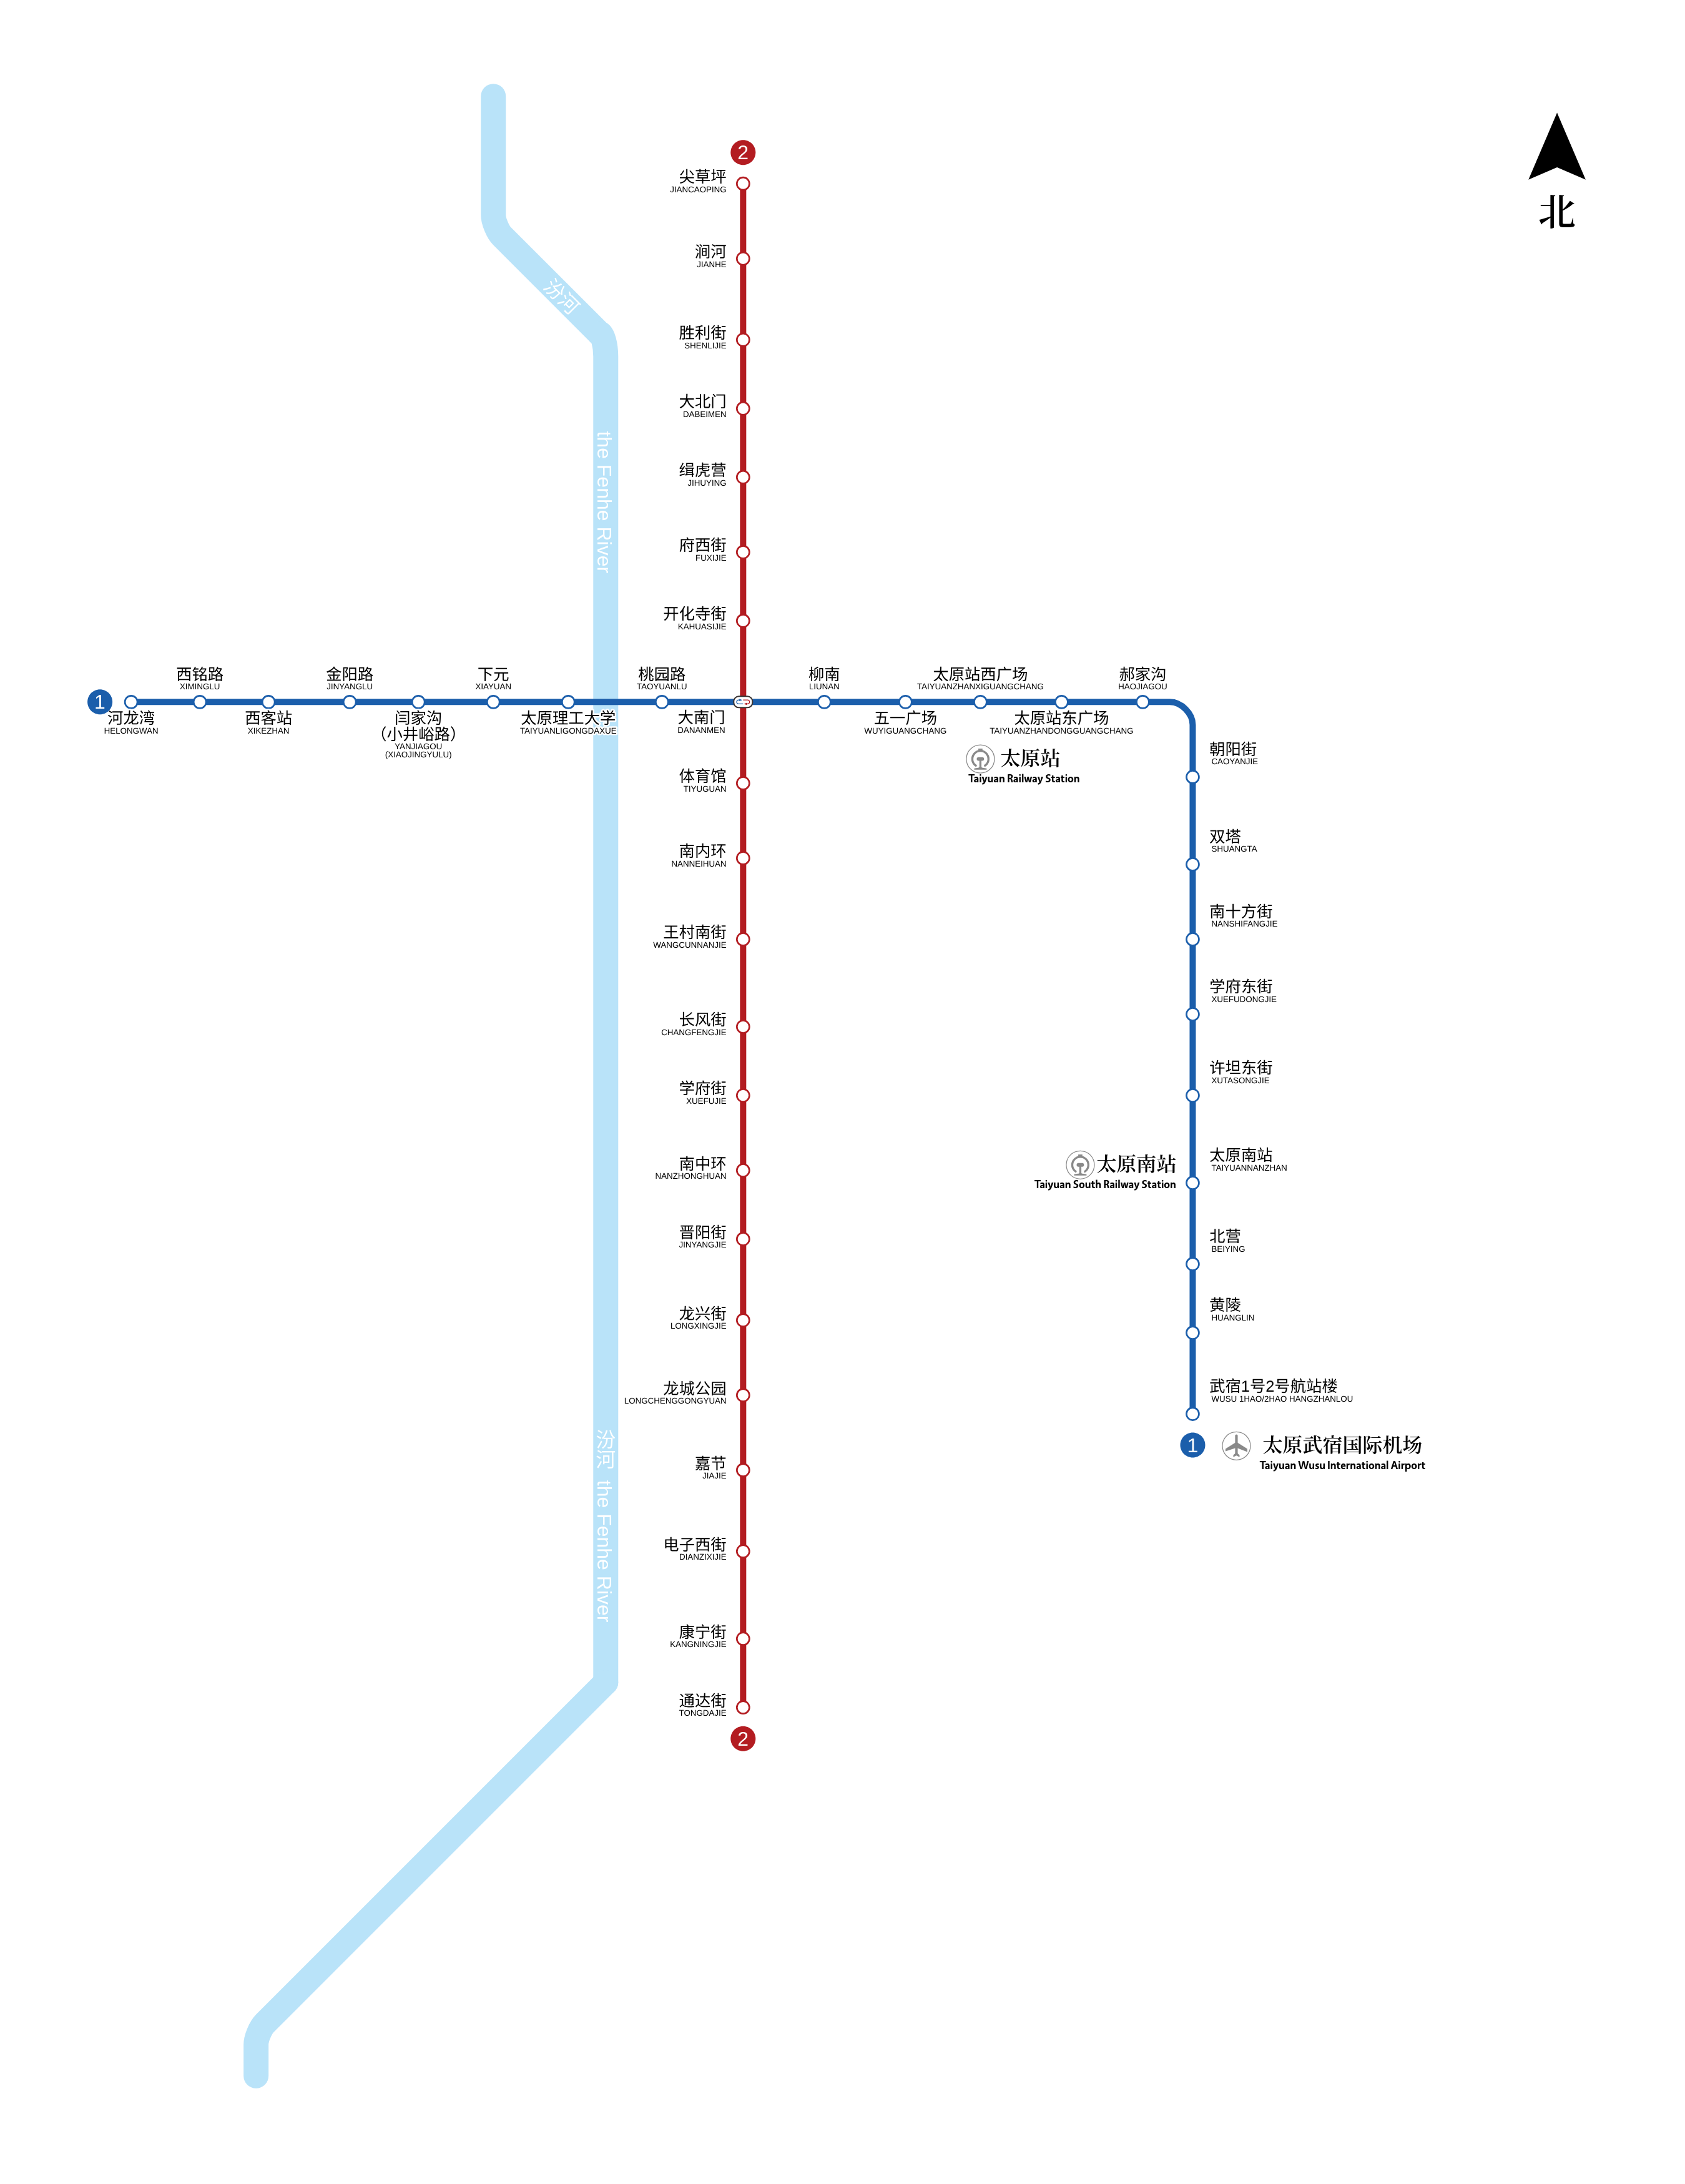 北
2
尖草坪
JIANCAOPING
涧河
JIANHE
汾河
胜利街
SHENLIJIE
大北门
DABEIMEN
the Fenhe River
缉虎营
JIHUYING
府西街
FUXIJIE
开化寺街
KAHUASIJIE
1
河龙湾
HELONGWAN
西铭路
XIMINGLU
西客站
XIKEZHAN
金阳路
JINYANGLU
闫家沟
（小井峪路）
YANJIAGOU
(XIAOJINGYULU)
下元
XIAYUAN
太原理工大学
TAIYUANLIGONGDAXUE
桃园路
TAOYUANLU
大南门
DANANMEN
柳南
LIUNAN
五一广场
WUYIGUANGCHANG
太原站西广场
TAIYUANZHANXIGUANGCHANG
太原站东广场
TAIYUANZHANDONGGUANGCHANG
郝家沟
HAOJIAGOU
太原站
Taiyuan Railway Station
朝阳街
CAOYANJIE
双塔
SHUANGTA
南十方街
NANSHIFANGJIE
学府东街
XUEFUDONGJIE
许坦东街
XUTASONGJIE
太原南站
TAIYUANNANZHAN
太原南站
Taiyuan South Railway Station
北营
BEIYING
黄陵
HUANGLIN
武宿1号2号航站楼
WUSU 1HAO/2HAO HANGZHANLOU
1
太原武宿国际机场
Taiyuan Wusu International Airport
体育馆
TIYUGUAN
南内环
NANNEIHUAN
王村南街
WANGCUNNANJIE
长风街
CHANGFENGJIE
学府街
XUEFUJIE
南中环
NANZHONGHUAN
晋阳街
JINYANGJIE
龙兴街
LONGXINGJIE
龙城公园
LONGCHENGGONGYUAN
汾河 the Fenhe River
嘉节
JIAJIE
电子西街
DIANZIXIJIE
康宁街
KANGNINGJIE
通达街
TONGDAJIE
2